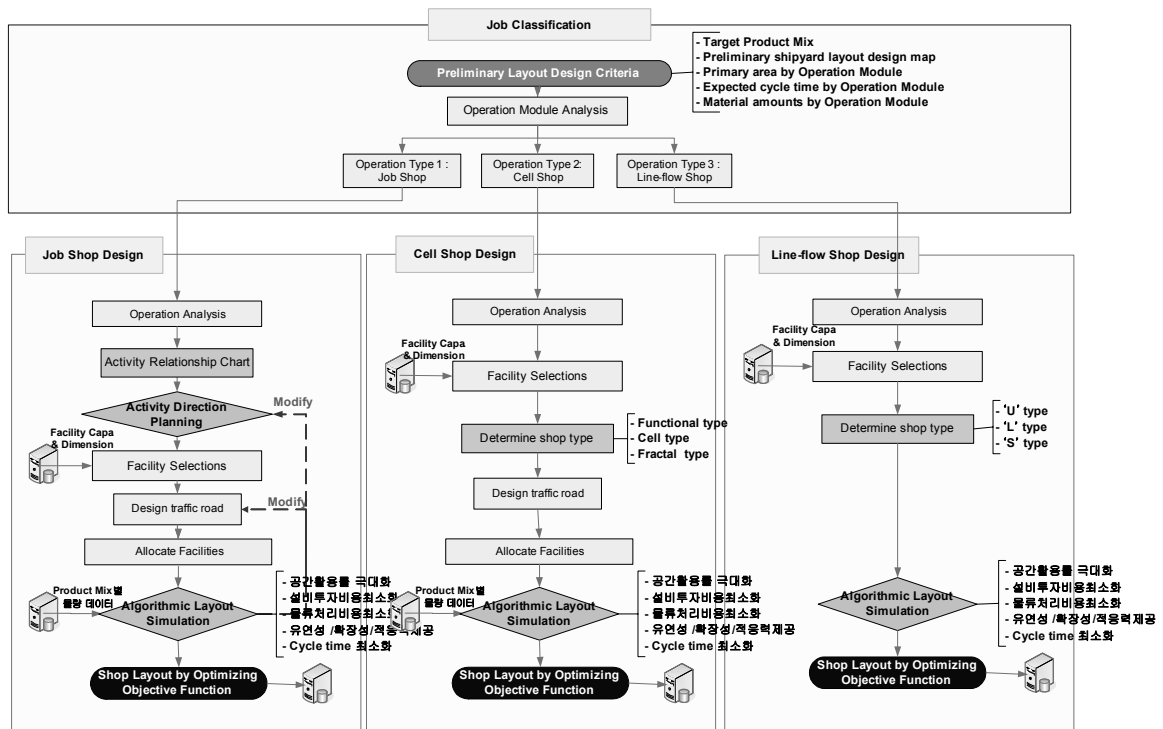 Job Classification
Preliminary Layout Design Criteria
- Target Product Mix
- Preliminary shipyard layout design map
- Primary area by Operation Module
- Expected cycle time by Operation Module
- Material amounts by Operation Module
Operation Module Analysis
Operation Type 1 :
Job Shop
Operation Type 2:
Cell Shop
Operation Type 3 :
Line-flow Shop
Job Shop Design
Operation Analysis
Activity Relationship Chart
Activity Direction
Planning
Modify
Facility Capa
& Dimension
Facility Selections
Design traffic road
Modify
Allocate Facilities
Product Mix별
물량 데이터
Algorithmic Layout
Simulation
- 공간활용률 극대화
- 설비투자비용최소화
- 물류처리비용최소화
- 유연성 /확장성/적응력제공
- Cycle time 최소화
Shop Layout by Optimizing
Objective Function
Cell Shop Design
Operation Analysis
Facility Capa
& Dimension
Facility Selections
Determine shop type
- Functional type
- Cell type
- Fractal type
Design traffic road
Allocate Facilities
Product Mix별
물량 데이터
Algorithmic Layout
Simulation
- 공간활용률 극대화
- 설비투자비용최소화
- 물류처리비용최소화
- 유연성 /확장성/적응력제공
- Cycle time 최소화
Shop Layout by Optimizing
Objective Function
Line-flow Shop Design
Operation Analysis
Facility Capa
& Dimension
Facility Selections
Determine shop type
- ‘U’ type
- ‘L’ type
- ‘S’ type
Algorithmic Layout
Simulation
- 공간활용률 극대화
- 설비투자비용최소화
- 물류처리비용최소화
- 유연성 /확장성/적응력제공
- Cycle time 최소화
Shop Layout by Optimizing
Objective Function